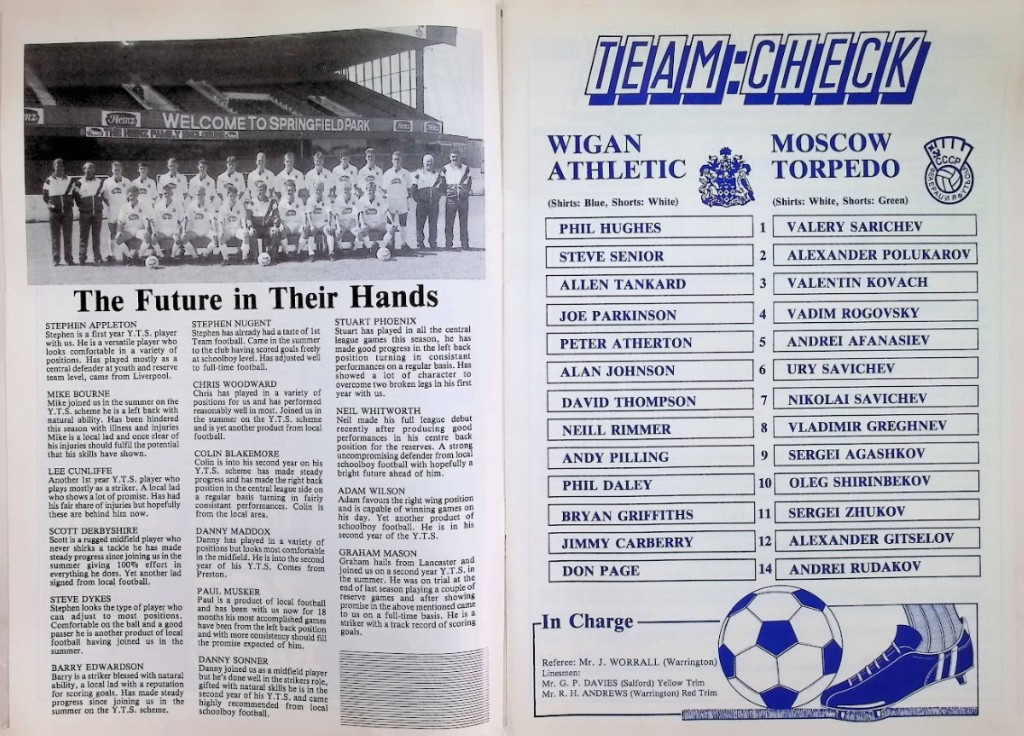 Heinz
Heinz
WELCOME TO SPRINGFIELD PARK
Heinz
THE HEINZ FAMILY ENCLOSURE
The Future in Their Hands
STEPHEN APPLETON
Stephen is a first year Y.T.S. player
with us. He is a versatile player who
looks comfortable in a variety of
positions. Has played mostly as a
central defender at youth and reserve
team level, came from Liverpool.
MIKE BOURNE
Mike joined us in the summer on the
Y.T.S. scheme he is a left back with
natural ability. Has been hindered
this season with illness and injuries
Mike is a local lad and once clear of
his injuries should fulfil the potential
that his skills have shown.
LEE CUNLIFFE
Another 1st year Y.T.S. player who
plays mostly as a striker. A local lad
who shows a lot of promise. Has had
his fair share of injuries but hopefully
these are behind him now.
SCOTT DERBYSHIRE
Scott is a rugged midfield player who
never shirks a tackle he has made
steady progress since joining us in the
summer giving 100% effort in
everything he does. Yet another lad
signed from local football.
STEVE DYKES
Stephen looks the type of player who
can adjust to most positions.
Comfortable on the ball and a good
passer he is another product of local
football having joined us in the
summer.
BARRY EDWARDSON
Barry is a striker blessed with natural
ability, a local lad with a reputation
for scoring goals. Has made steady
progress since joining us in the
summer on the Y.T.S. scheme.
STEPHEN NUGENT
Stephen has already had a taste of 1st
Team football. Came in the summer
to the club having scored goals freely
at schoolboy level. Has adjusted well
to full-time football.
CHRIS WOODWARD
Chris has played in a variety of
positions for us and has performed
reasonably well in most. Joined us in
the summer on the Y.T.S. scheme
and is yet another product from local
football.
COLIN BLAKEMORE
Colin is into his second year on his
Y.T.S. scheme has made steady
progress and has made the right back
position in the central league side on
a regular basis turning in fairly
consistant performances. Colin is
from the local area.
DANNY MADDOX
Danny has played in a variety of
positions but looks most comfortable
in the midfield. He is into the second
year of his Y.T.S. Comes from
Preston.
PAUL MUSKER
Paul is a product of local football
and has been with us now for 18
months his most accomplished games
have been from the left back position
and with more consistency should fill
the promise expected of him.
DANNY SONNER
Danny joined us as a midfield player
but he's done well in the strikers role,
gifted with natural skills he is in the
second year of his Y.T.S. and came
highly recommended from local
schoolboy football.
STUART PHOENIX
Stuart has played in all the central
league games this season, he has
made good progress in the left back
position turning in consistant
performances on a regular basis. Has
showed a lot of character to
overcome two broken legs in his first
year with us.
NEIL WHITWORTH
Neil made his full league debut
recently after producing good
performances in his centre back
position for the reserves. A strong
uncompromising defender from local
schoolboy football with hopefully a
bright future ahead of him.
ADAM WILSON
Adam favours the right wing position
and is capable of winning games on
his day. Yet another product of
schoolboy football. He is in his
second year of the Y.T.S.
GRAHAM MASON
Graham hails from Lancaster and
joined us on a second year Y.T.S. in
the summer. He was on trial at the
end of last season playing a couple of
reserve games and after showing
promise in the above mentioned came
to us on a full-time basis. He is a
striker with a track record of scoring
goals.
TEAM:CHECK
WIGAN
ATHLETIC
MOSCOW
TORPEDO
СССР
(Shirts: Blue, Shorts: White)
(Shirts: White, Shorts: Green)
PHIL HUGHES 1 VALERY SARICHEV
STEVE SENIOR 2 ALEXANDER POLUKAROV
ALLEN TANKARD 3 VALENTIN KOVACH
JOE PARKINSON 4 VADIM ROGOVSKY
PETER ATHERTON 5 ANDREI AFANASIEV
ALAN JOHNSON 6 URY SAVICHEV
DAVID THOMPSON 7 NIKOLAI SAVICHEV
NEILL RIMMER 8 VLADIMIR GREGHNEV
ANDY PILLING 9 SERGEI AGASHKOV
PHIL DALEY 10 OLEG SHIRINBEKOV
BRYAN GRIFFITHS 11 SERGEI ZHUKOV
JIMMY CARBERRY 12 ALEXANDER GITSELOV
DON PAGE 14 ANDREI RUDAKOV
In Charge
Referee: Mr. J. WORRALL (Warrington)
Linesmen:
Mr. G. P. DAVIES (Salford) Yellow Trim
Mr. R. H. ANDREWS (Warrington) Red Trim